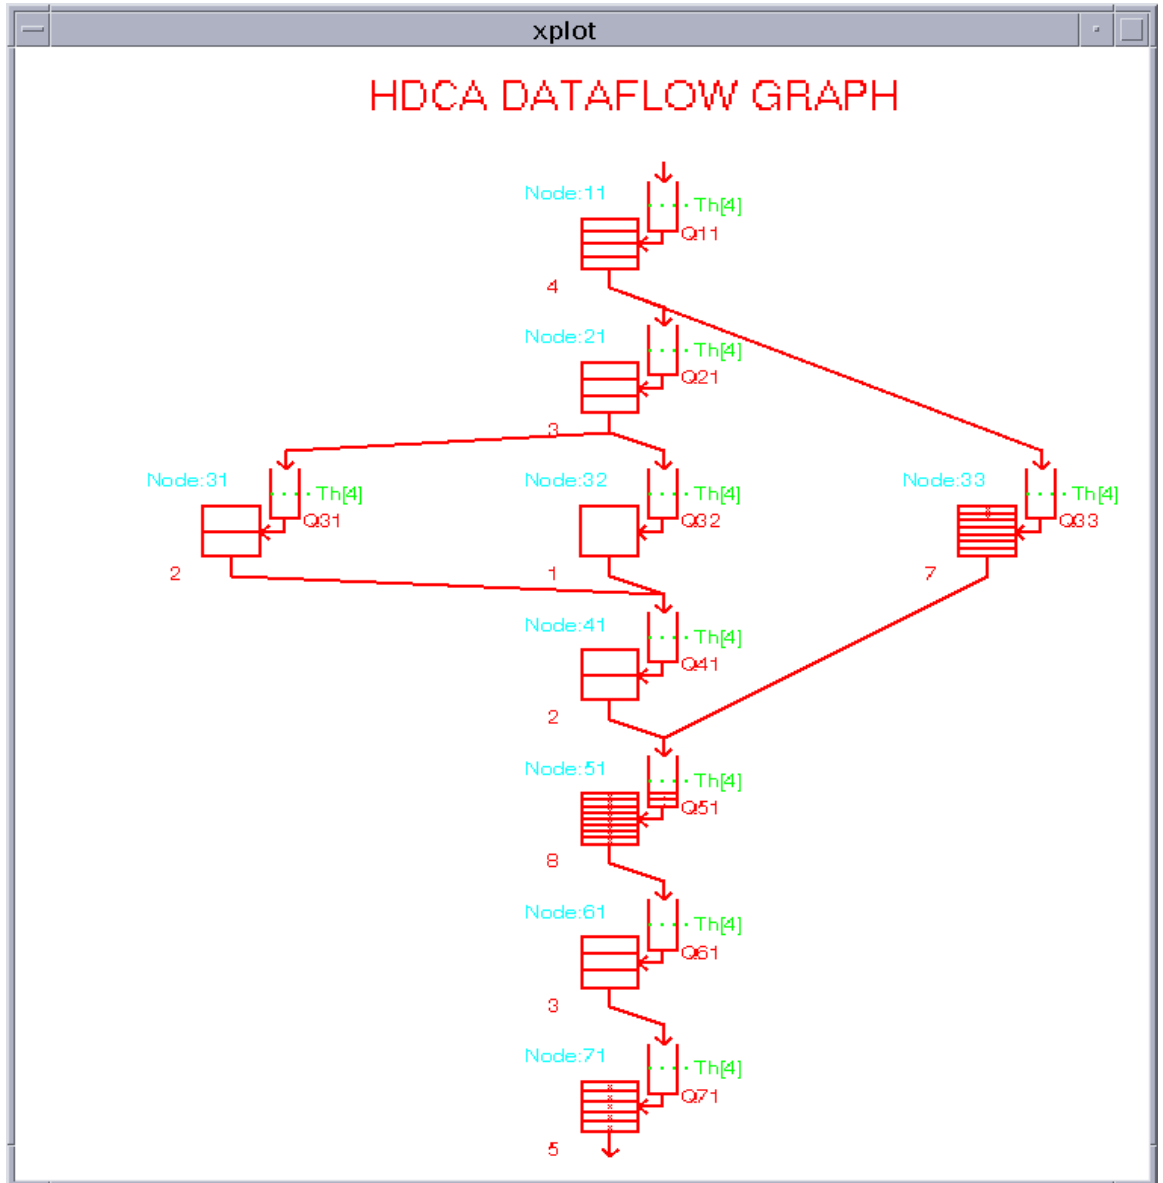 xplot
HDCA DATAFLOW GRAPH
Node:11
Th[4]
Q11
4
Node:21
Th[4]
Q21
3
Node:31
Th[4]
Q31
2
Node:32
Th[4]
Q32
1
Node:33
Th[4]
Q33
7
Node:41
Th[4]
Q41
2
Node:51
Th[4]
Q51
8
Node:61
Th[4]
Q61
3
Node:71
Th[4]
Q71
5